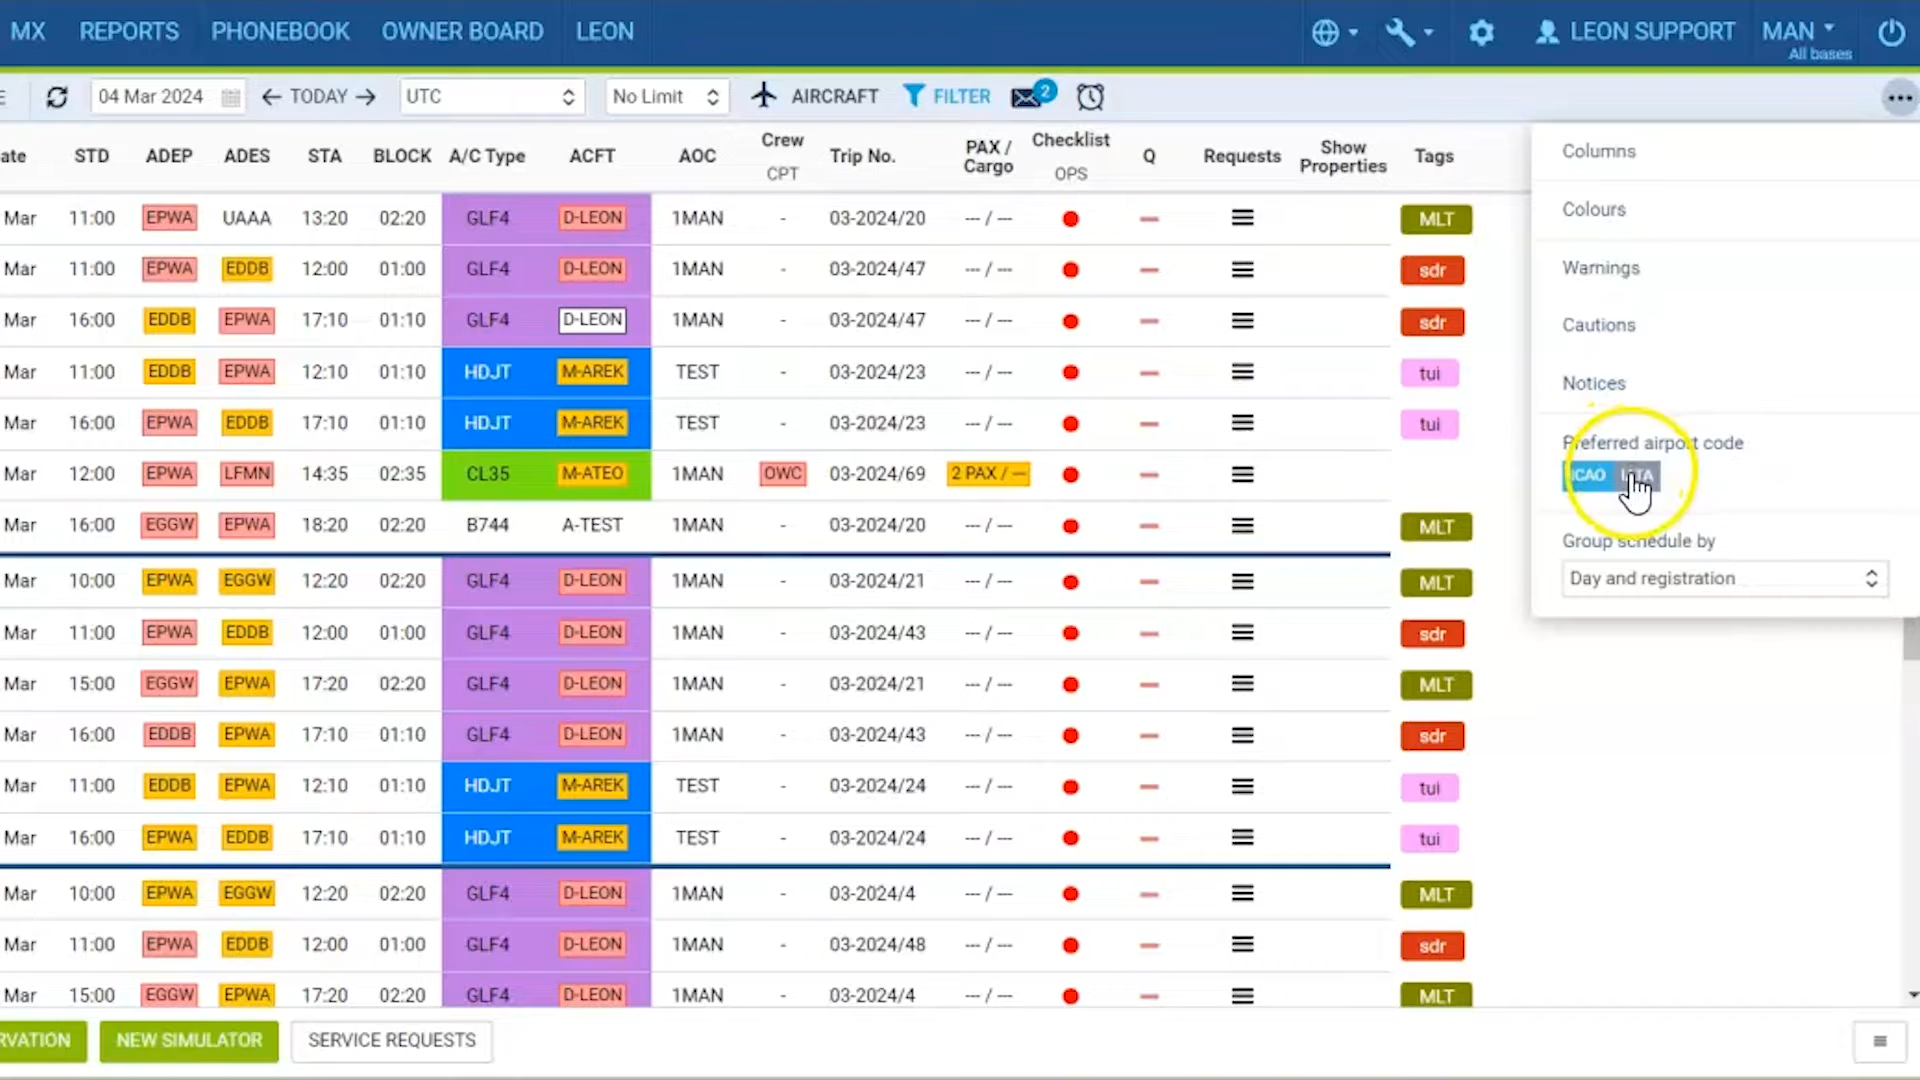 MX REPORTS PHONEBOOK OWNER BOARD LEON LEON SUPPORT MAN
All bases
E 04 Mar 2024 TODAY UTC No Limit AIRCRAFT FILTER 2
ate STD ADEP ADES STA BLOCK A/C Type ACFT AOC Crew CPT Trip No. PAX / Cargo Checklist OPS Q Requests Show Properties Tags
Mar 11:00 EPWA UAAA 13:20 02:20 GLF4 D-LEON 1MAN - 03-2024/20 --- / --- MLT
Mar 11:00 EPWA EDDB 12:00 01:00 GLF4 D-LEON 1MAN - 03-2024/47 --- / --- sdr
Mar 16:00 EDDB EPWA 17:10 01:10 GLF4 D-LEON 1MAN - 03-2024/47 --- / --- sdr
Mar 11:00 EDDB EPWA 12:10 01:10 HDJT M-AREK TEST - 03-2024/23 --- / --- tui
Mar 16:00 EPWA EDDB 17:10 01:10 HDJT M-AREK TEST - 03-2024/23 --- / --- tui
Mar 12:00 EPWA LFMN 14:35 02:35 CL35 M-ATEO 1MAN OWC 03-2024/69 2 PAX / ---
Mar 16:00 EGGW EPWA 18:20 02:20 B744 A-TEST 1MAN - 03-2024/20 --- / --- MLT
Mar 10:00 EPWA EGGW 12:20 02:20 GLF4 D-LEON 1MAN - 03-2024/21 --- / --- MLT
Mar 11:00 EPWA EDDB 12:00 01:00 GLF4 D-LEON 1MAN - 03-2024/43 --- / --- sdr
Mar 15:00 EGGW EPWA 17:20 02:20 GLF4 D-LEON 1MAN - 03-2024/21 --- / --- MLT
Mar 16:00 EDDB EPWA 17:10 01:10 GLF4 D-LEON 1MAN - 03-2024/43 --- / --- sdr
Mar 11:00 EDDB EPWA 12:10 01:10 HDJT M-AREK TEST - 03-2024/24 --- / --- tui
Mar 16:00 EPWA EDDB 17:10 01:10 HDJT M-AREK TEST - 03-2024/24 --- / --- tui
Mar 10:00 EPWA EGGW 12:20 02:20 GLF4 D-LEON 1MAN - 03-2024/4 --- / --- MLT
Mar 11:00 EPWA EDDB 12:00 01:00 GLF4 D-LEON 1MAN - 03-2024/48 --- / --- sdr
Mar 15:00 EGGW EPWA 17:20 02:20 GLF4 D-LEON 1MAN - 03-2024/4 --- / --- MLT
Columns
Colours
Warnings
Cautions
Notices
Preferred airport code
ICAO
Group schedule by
Day and registration
RVATION NEW SIMULATOR SERVICE REQUESTS